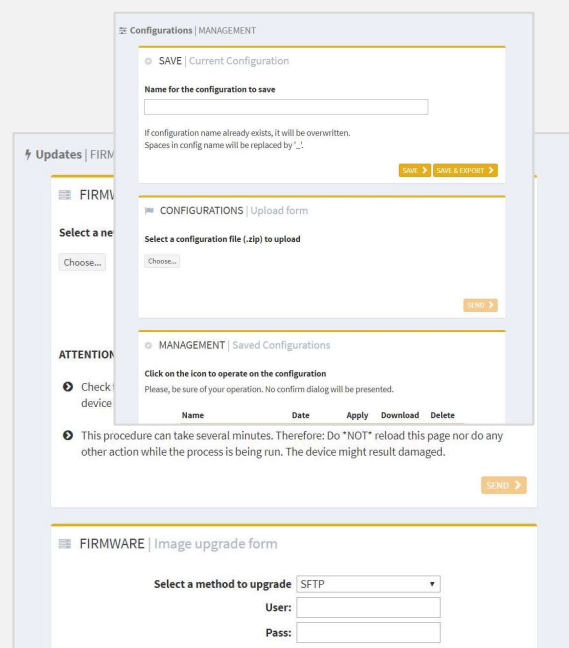 Configurations | MANAGEMENT
SAVE | Current Configuration
Name for the configuration to save
If configuration name already exists, it will be overwritten.
Spaces in config name will be replaced by '_'.
SAVE
SAVE & EXPORT
CONFIGURATIONS | Upload form
Select a configuration file (.zip) to upload
Choose...
SEND
MANAGEMENT | Saved Configurations
Click on the icon to operate on the configuration
Please, be sure of your operation. No confirm dialog will be presented.
Name Date Apply Download Delete
Updates | FIRM
FIRMW
Select a ne
Choose...
ATTENTION
Check
device
This procedure can take several minutes. Therefore: Do *NOT* reload this page nor do any
other action while the process is being run. The device might result damaged.
SEND
FIRMWARE | Image upgrade form
Select a method to upgrade SFTP
User:
Pass: